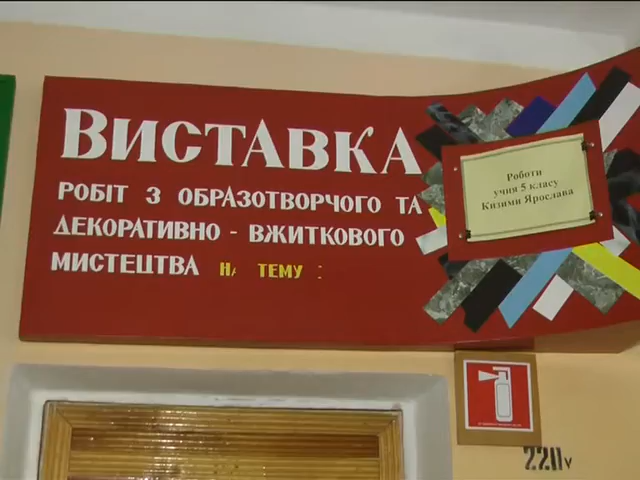 ВИСТАВКА
РОБІТ З ОБРАЗОТВОРЧОГО ТА
ДЕКОРАТИВНО - ВЖИТКОВОГО
МИСТЕЦТВА НА ТЕМУ :
Роботи
учня 5 класу
Кизими Ярослава
220v